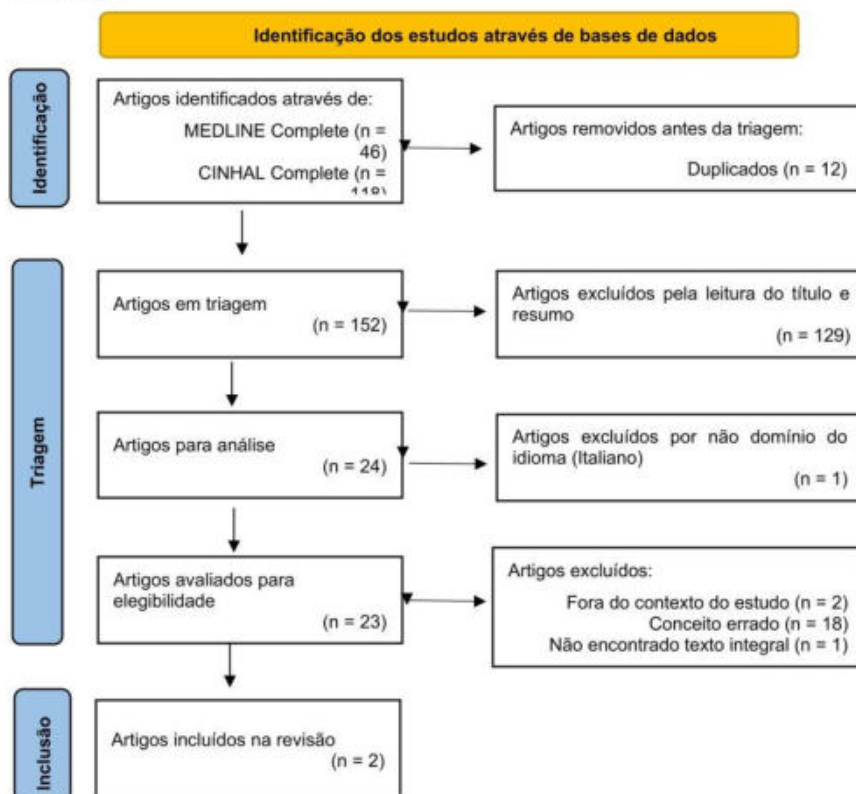 Identificação dos estudos através de bases de dados
Identificação
Artigos identificados através de:
MEDLINE Complete (n =
46)
CINHAL Complete (n =
118)
Artigos removidos antes da triagem:
Duplicados (n = 12)
Triagem
Artigos em triagem
(n = 152)
Artigos excluídos pela leitura do título e
resumo
(n = 129)
Artigos para análise
(n = 24)
Artigos excluídos por não domínio do
idioma (Italiano)
(n = 1)
Artigos avaliados para
elegibilidade
(n = 23)
Artigos excluídos:
Fora do contexto do estudo (n = 2)
Conceito errado (n = 18)
Não encontrado texto integral (n = 1)
Inclusão
Artigos incluídos na revisão
(n = 2)